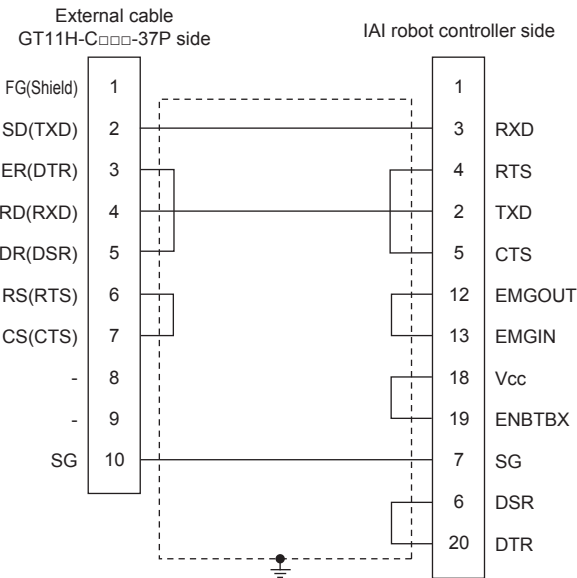 External cable
GT11H-C□□□-37P side
IAI robot controller side
FG(Shield) 1 1
SD(TXD) 2 3 RXD
ER(DTR) 3 4 RTS
RD(RXD) 4 2 TXD
DR(DSR) 5 5 CTS
RS(RTS) 6 12 EMGOUT
CS(CTS) 7 13 EMGIN
- 8 18 Vcc
- 9 19 ENBTBX
SG 10 7 SG
6 DSR
20 DTR